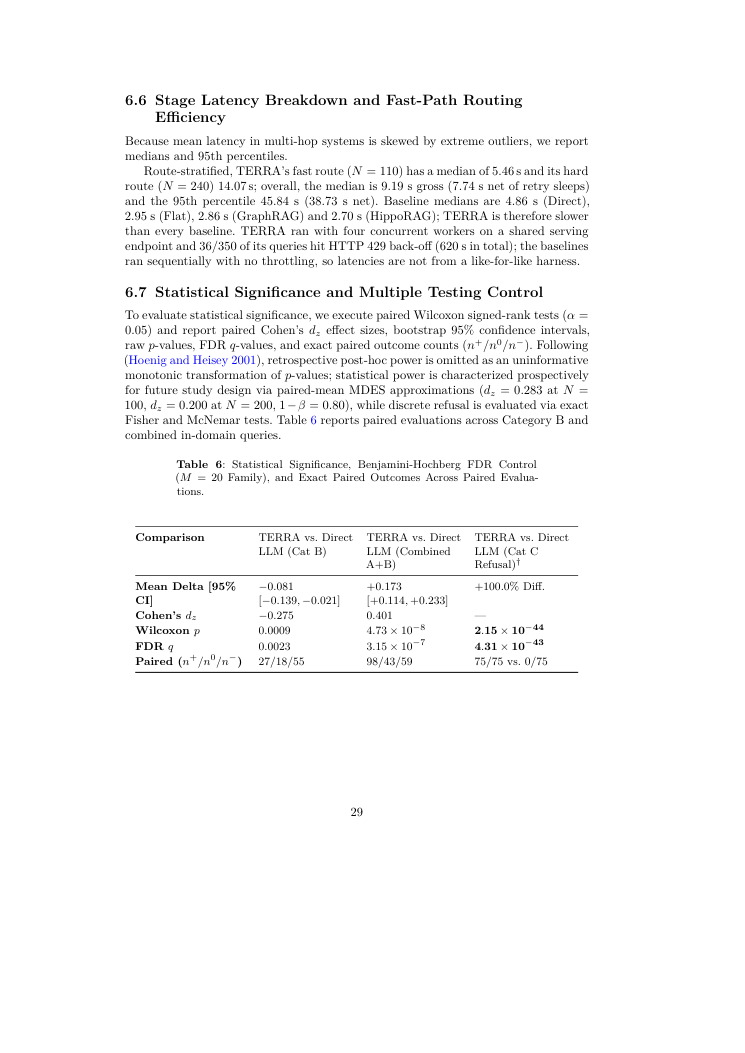 6.6 Stage Latency Breakdown and Fast-Path Routing
Efficiency
Because mean latency in multi-hop systems is skewed by extreme outliers, we report
medians and 95th percentiles.
Route-stratified, TERRA's fast route (N = 110) has a median of 5.46 s and its hard
route (N = 240) 14.07 s; overall, the median is 9.19 s gross (7.74 s net of retry sleeps)
and the 95th percentile 45.84 s (38.73 s net). Baseline medians are 4.86 s (Direct),
2.95 s (Flat), 2.86 s (GraphRAG) and 2.70 s (HippoRAG); TERRA is therefore slower
than every baseline. TERRA ran with four concurrent workers on a shared serving
endpoint and 36/350 of its queries hit HTTP 429 back-off (620 s in total); the baselines
ran sequentially with no throttling, so latencies are not from a like-for-like harness.
6.7 Statistical Significance and Multiple Testing Control
To evaluate statistical significance, we execute paired Wilcoxon signed-rank tests (α =
0.05) and report paired Cohen's d_z effect sizes, bootstrap 95% confidence intervals,
raw p-values, FDR q-values, and exact paired outcome counts (n⁺/n⁰/n⁻). Following
(Hoenig and Heisey 2001), retrospective post-hoc power is omitted as an uninformative
monotonic transformation of p-values; statistical power is characterized prospectively
for future study design via paired-mean MDES approximations (d_z = 0.283 at N =
100, d_z = 0.200 at N = 200, 1−β = 0.80), while discrete refusal is evaluated via exact
Fisher and McNemar tests. Table 6 reports paired evaluations across Category B and
combined in-domain queries.
Table 6: Statistical Significance, Benjamini-Hochberg FDR Control
(M = 20 Family), and Exact Paired Outcomes Across Paired Evalua-
tions.
Comparison TERRA vs. Direct TERRA vs. Direct TERRA vs. Direct
LLM (Cat B) LLM (Combined LLM (Cat C
A+B) Refusal)†
Mean Delta [95% −0.081 +0.173 +100.0% Diff.
CI] [−0.139, −0.021] [+0.114, +0.233]
Cohen's d_z −0.275 0.401 —
Wilcoxon p 0.0009 4.73 × 10⁻⁸ 2.15 × 10⁻⁴⁴
FDR q 0.0023 3.15 × 10⁻⁷ 4.31 × 10⁻⁴³
Paired (n⁺/n⁰/n⁻) 27/18/55 98/43/59 75/75 vs. 0/75
29